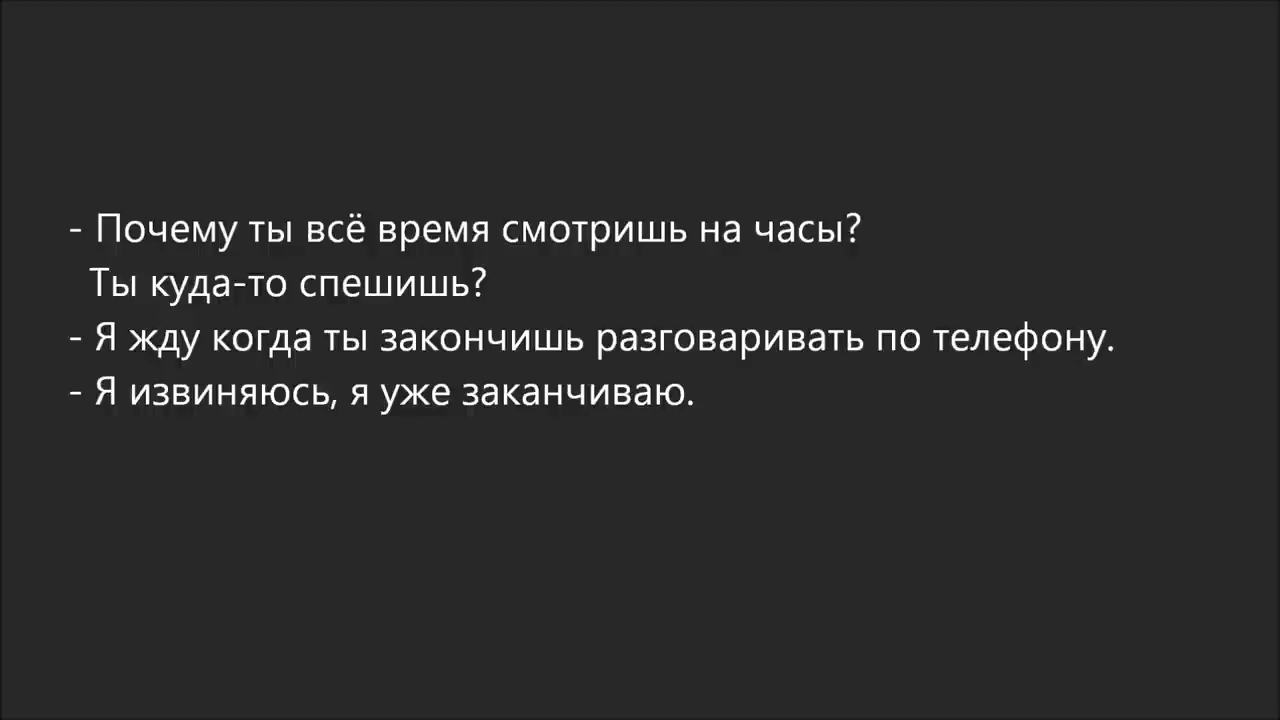 - Почему ты всё время смотришь на часы?
Ты куда-то спешишь?
- Я жду когда ты закончишь разговаривать по телефону.
- Я извиняюсь, я уже заканчиваю.